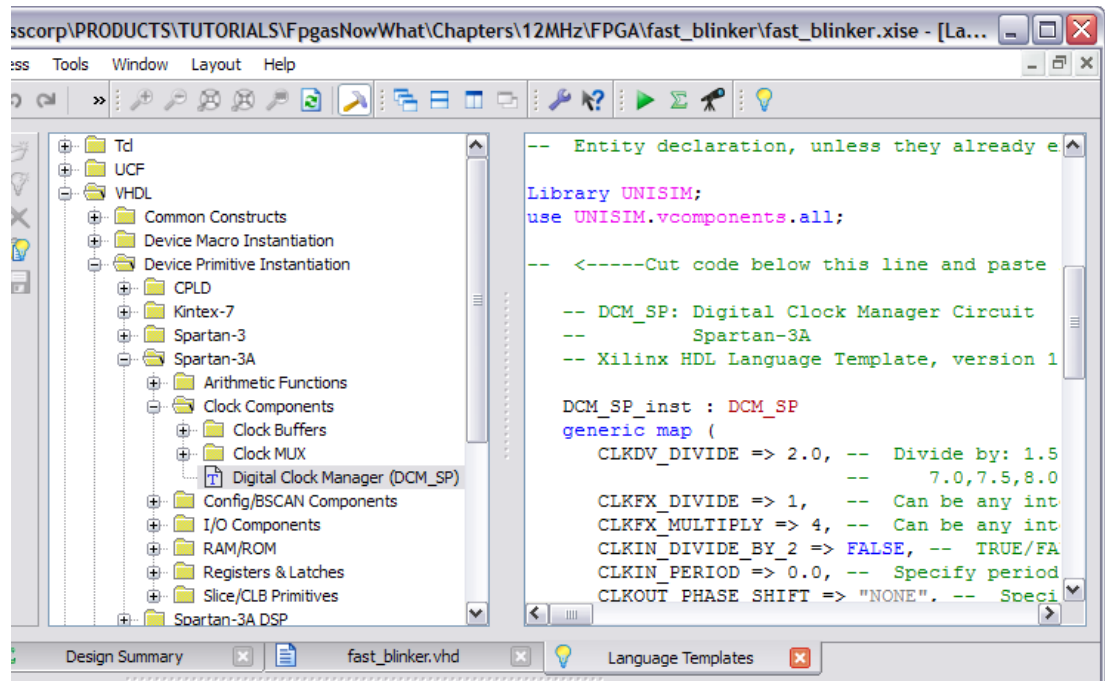 sscorp\PRODUCTS\TUTORIALS\FpgasNowWhat\Chapters\12MHz\FPGA\fast_blinker\fast_blinker.xise - [La...
ess Tools Window Layout Help
Tcl
UCF
VHDL
Common Constructs
Device Macro Instantiation
Device Primitive Instantiation
CPLD
Kintex-7
Spartan-3
Spartan-3A
Arithmetic Functions
Clock Components
Clock Buffers
Clock MUX
Digital Clock Manager (DCM_SP)
Config/BSCAN Components
I/O Components
RAM/ROM
Registers & Latches
Slice/CLB Primitives
Spartan-3A DSP
-- Entity declaration, unless they already e
Library UNISIM;
use UNISIM.vcomponents.all;
-- <-----Cut code below this line and paste
-- DCM_SP: Digital Clock Manager Circuit
-- Spartan-3A
-- Xilinx HDL Language Template, version 1
DCM_SP_inst : DCM_SP
generic map (
CLKDV_DIVIDE => 2.0, -- Divide by: 1.5
-- 7.0,7.5,8.0
CLKFX_DIVIDE => 1, -- Can be any int
CLKFX_MULTIPLY => 4, -- Can be any int
CLKIN_DIVIDE_BY_2 => FALSE, -- TRUE/FA
CLKIN_PERIOD => 0.0, -- Specify period
CLKOUT_PHASE_SHIFT => "NONE", -- Speci
Design Summary
fast_blinker.vhd
Language Templates